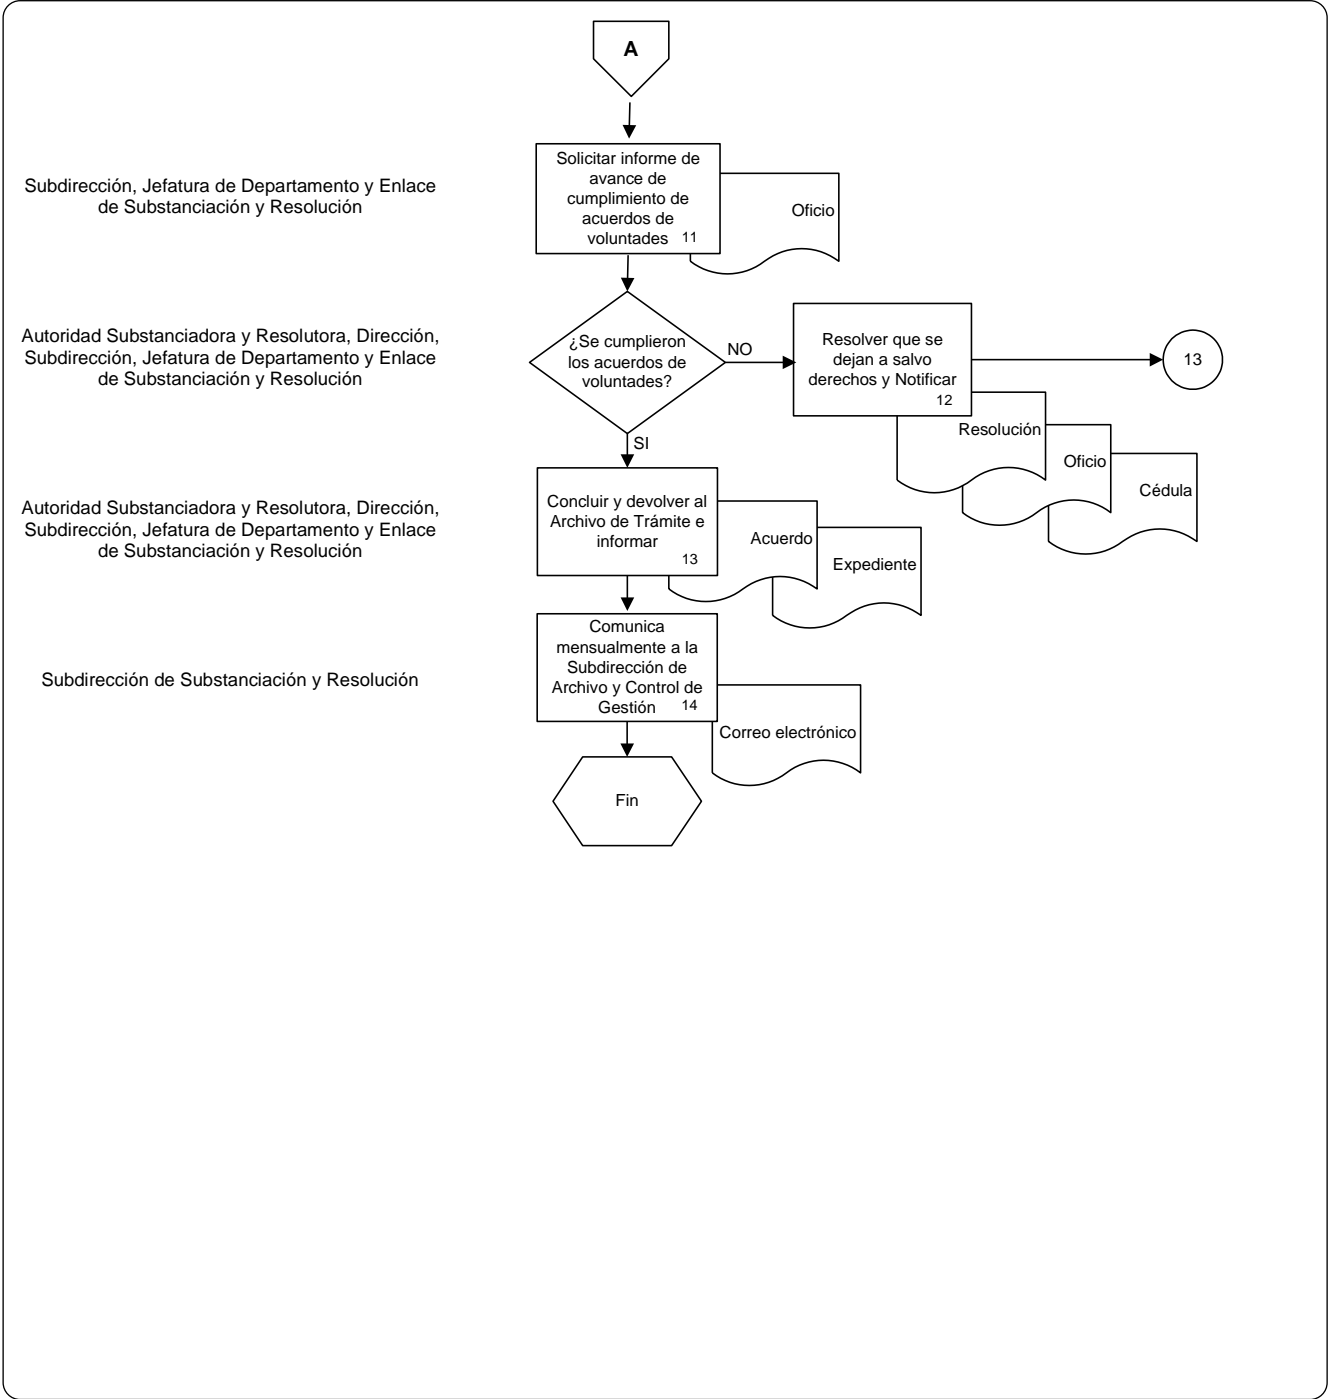 A
Subdirección, Jefatura de Departamento y Enlace
de Substanciación y Resolución
Solicitar informe de
avance de
cumplimiento de
acuerdos de
voluntades 11
Oficio
Autoridad Substanciadora y Resolutora, Dirección,
Subdirección, Jefatura de Departamento y Enlace
de Substanciación y Resolución
¿Se cumplieron
los acuerdos de
voluntades?
NO
Resolver que se
dejan a salvo
derechos y Notificar
12
13
Resolución
Oficio
Cédula
SI
Autoridad Substanciadora y Resolutora, Dirección,
Subdirección, Jefatura de Departamento y Enlace
de Substanciación y Resolución
Concluir y devolver al
Archivo de Trámite e
informar
13
Acuerdo
Expediente
Subdirección de Substanciación y Resolución
Comunica
mensualmente a la
Subdirección de
Archivo y Control de
Gestión 14
Correo electrónico
Fin